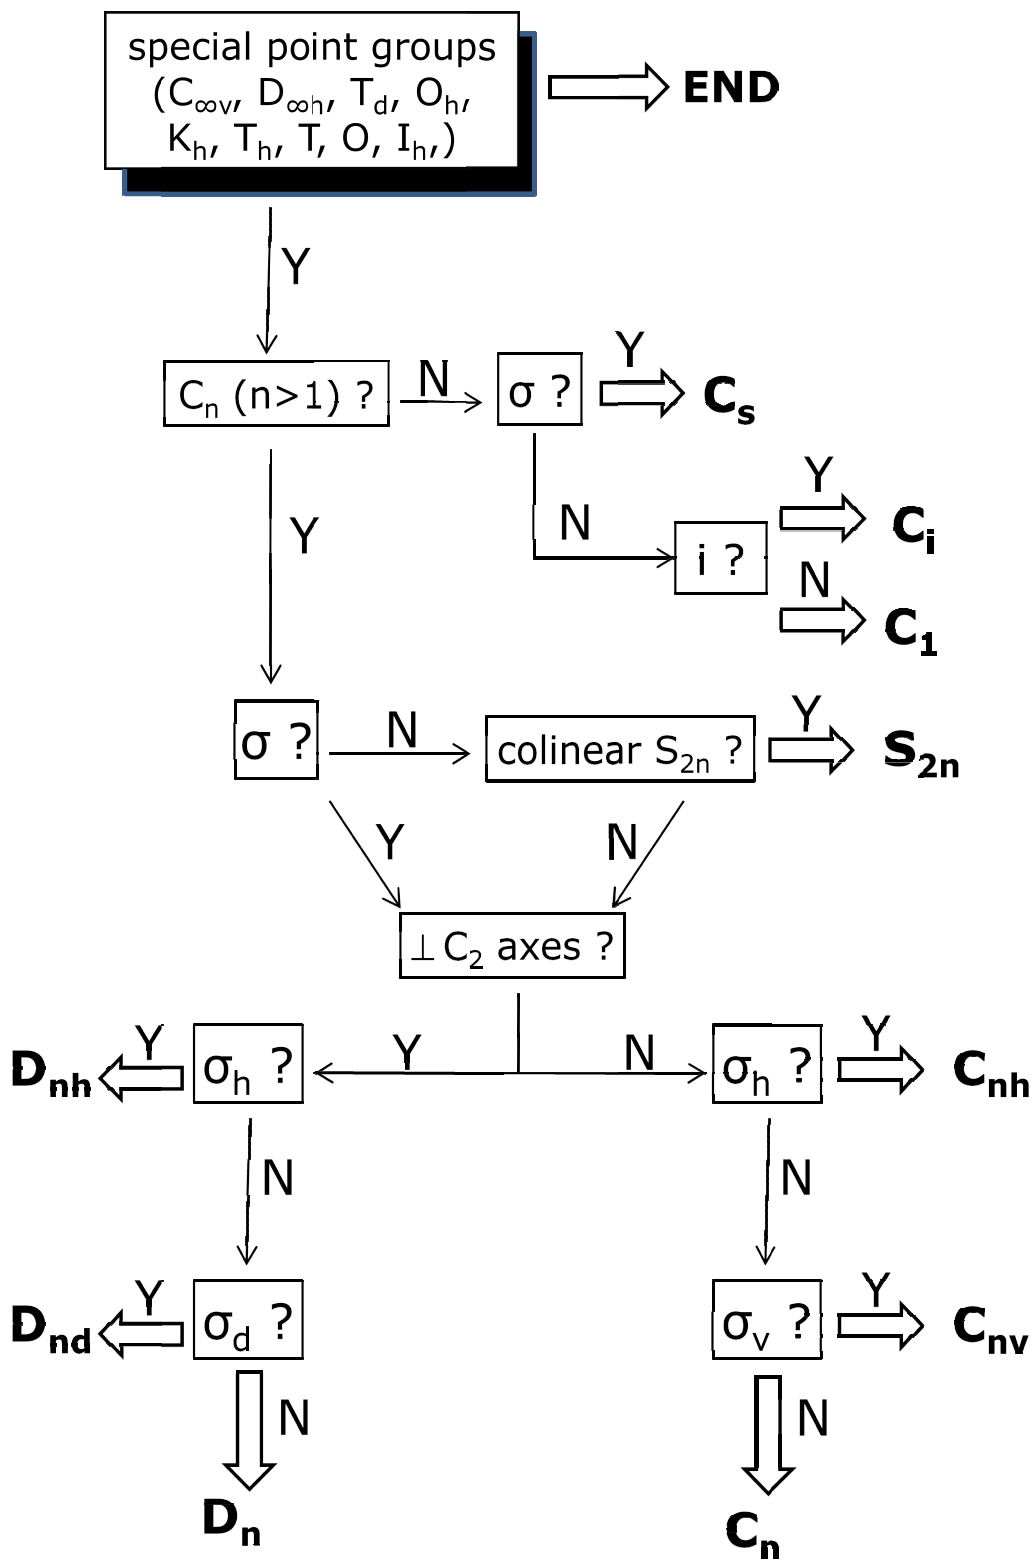 special point groups
(C∞v, D∞h, Td, Oh,
Kh, Th, T, O, Ih,)
END
Y
Cn (n>1) ?
N
σ ?
Y
Cs
N
i ?
Y
Ci
N
C1
Y
σ ?
N
colinear S2n ?
Y
S2n
Y
N
⊥C2 axes ?
Y
N
σh ?
Y
Dnh
σh ?
Y
Cnh
N
N
σd ?
Y
Dnd
σv ?
Y
Cnv
N
N
Dn
Cn